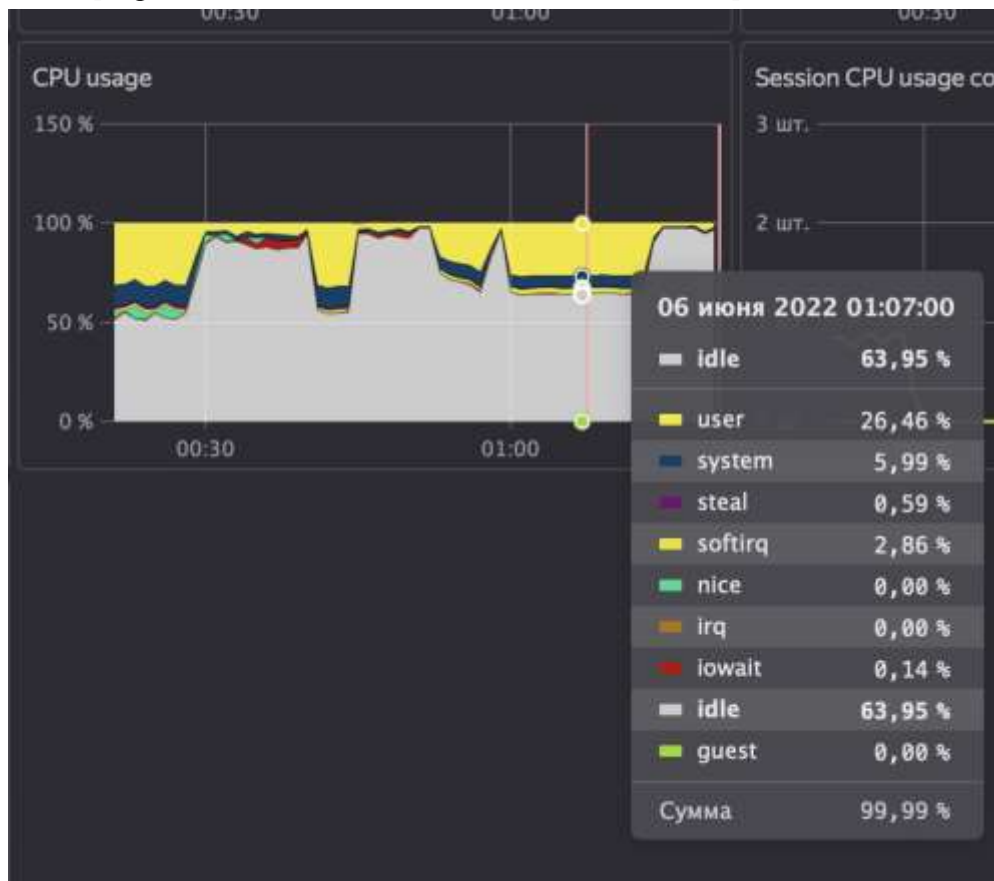 00:30 01:00 00:30
CPU usage
Session CPU usage co
150 %
3 шт.
100 %
2 шт.
50 %
0 %
00:30 01:00
06 июня 2022 01:07:00
idle 63,95 %
user 26,46 %
system 5,99 %
steal 0,59 %
softirq 2,86 %
nice 0,00 %
irq 0,00 %
iowait 0,14 %
idle 63,95 %
guest 0,00 %
Сумма 99,99 %